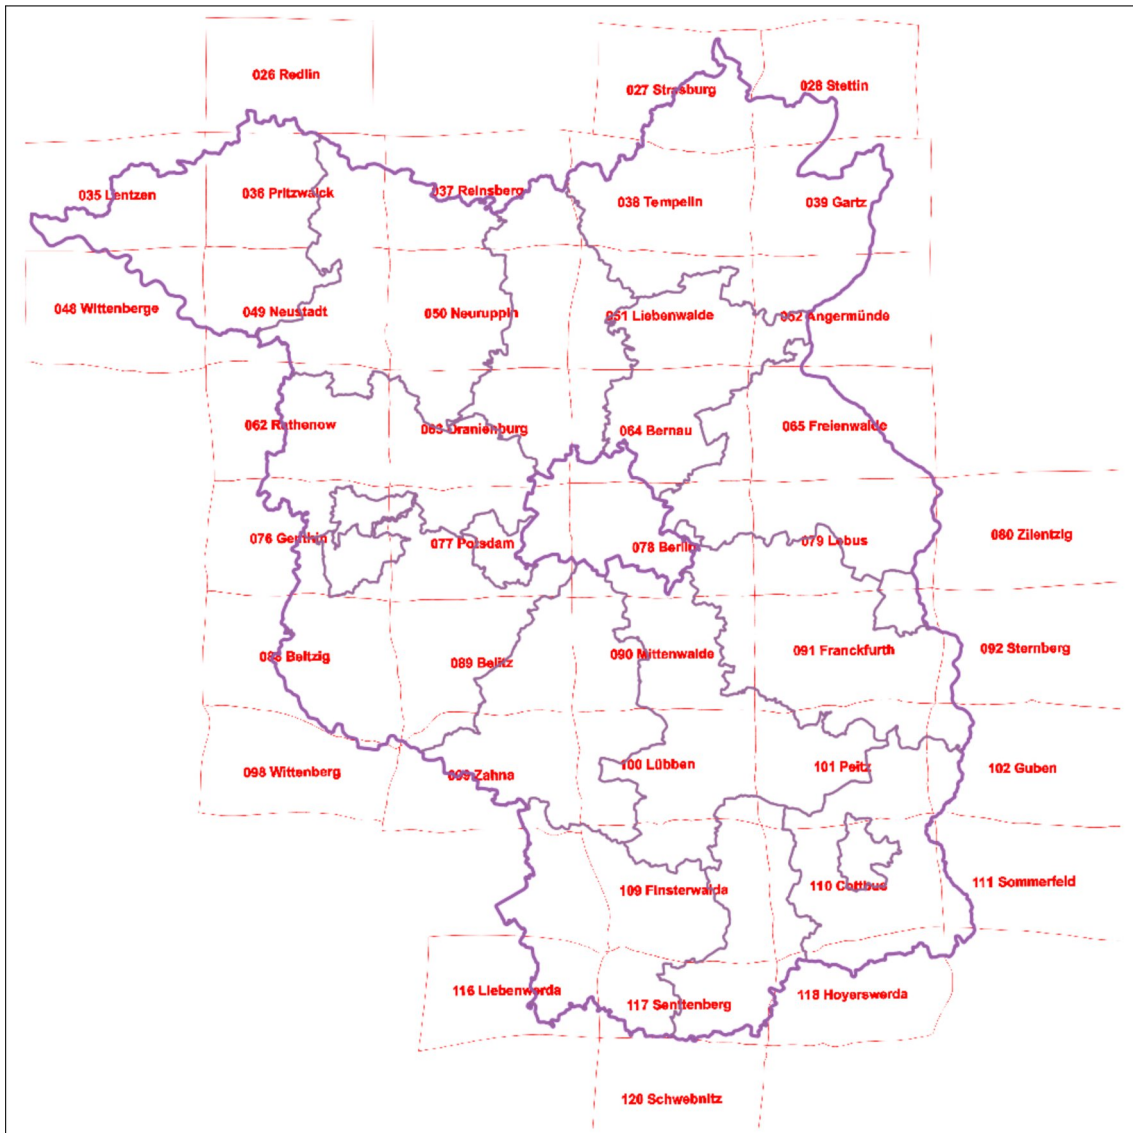 026 Redlin
027 Strasburg
028 Stettin
035 Lentzen
036 Pritzwalck
037 Reinsberg
038 Tempelin
039 Gartz
048 Wittenberge
049 Neustadt
050 Neuruppin
051 Liebenwalde
052 Angermünde
062 Rathenow
063 Oranienburg
064 Bernau
065 Freienwalde
076 Genthin
077 Potsdam
078 Berlin
079 Lebus
080 Zilentzig
088 Beltzig
089 Belitz
090 Mittenwalde
091 Franckfurth
092 Sternberg
098 Wittenberg
099 Zahna
100 Lübben
101 Peitz
102 Guben
109 Finsterwalda
110 Cottbus
111 Sommerfeld
116 Liebenwerda
117 Senftenberg
118 Hoyerswerda
120 Schwebnitz